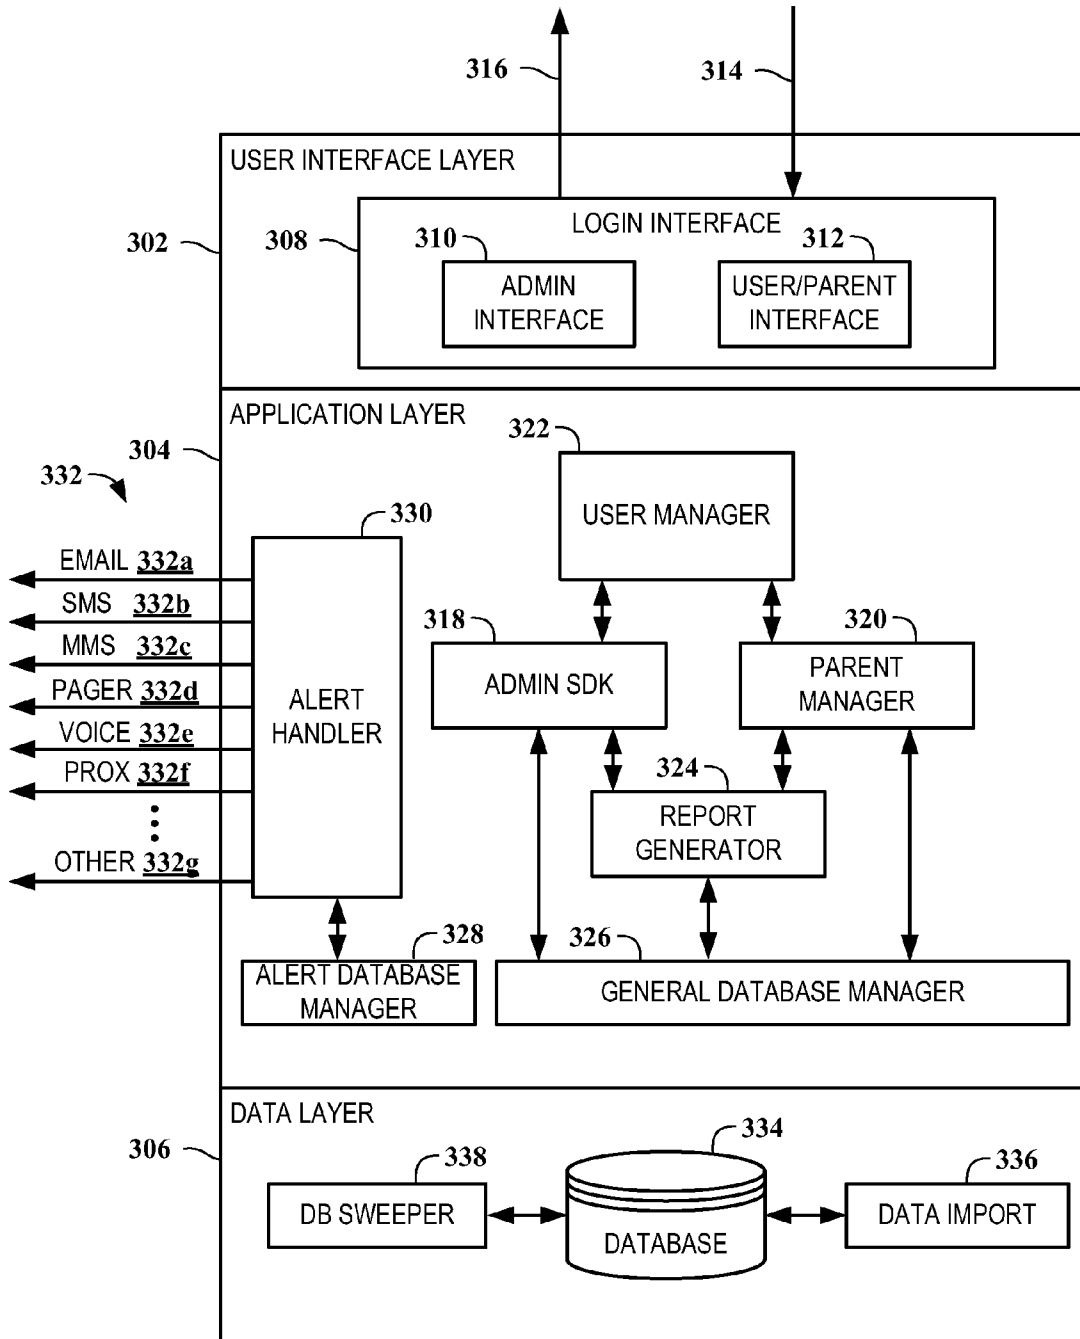 316
314
USER INTERFACE LAYER
302
308
LOGIN INTERFACE
310
312
ADMIN
INTERFACE
USER/PARENT
INTERFACE
APPLICATION LAYER
304
322
USER MANAGER
332
330
EMAIL 332a
SMS 332b
MMS 332c
PAGER 332d
VOICE 332e
PROX 332f
OTHER 332g
ALERT
HANDLER
318
320
ADMIN SDK
PARENT
MANAGER
324
REPORT
GENERATOR
328
326
ALERT DATABASE
MANAGER
GENERAL DATABASE MANAGER
DATA LAYER
306
338
334
336
DB SWEEPER
DATABASE
DATA IMPORT